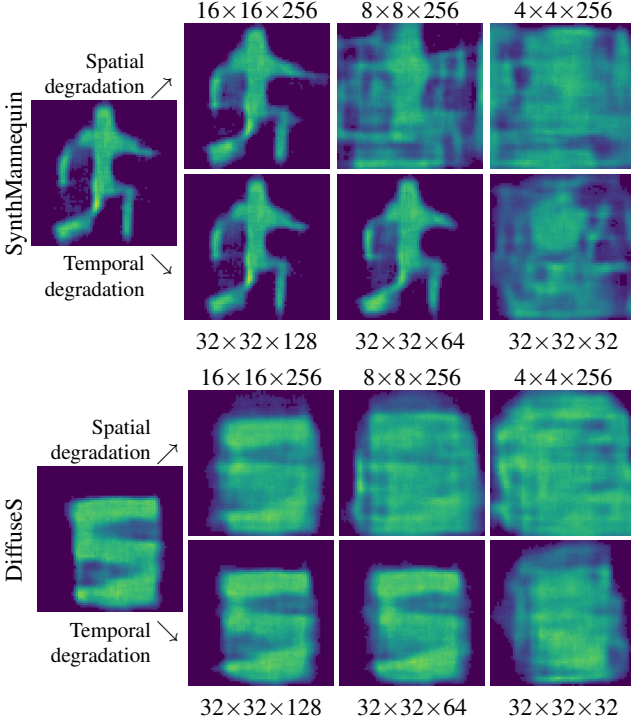 16×16×256 8×8×256 4×4×256
Spatial
degradation ↗
SynthMannequin
Temporal ↘
degradation
32×32×128 32×32×64 32×32×32
16×16×256 8×8×256 4×4×256
Spatial
degradation ↗
DiffuseS
Temporal ↘
degradation
32×32×128 32×32×64 32×32×32